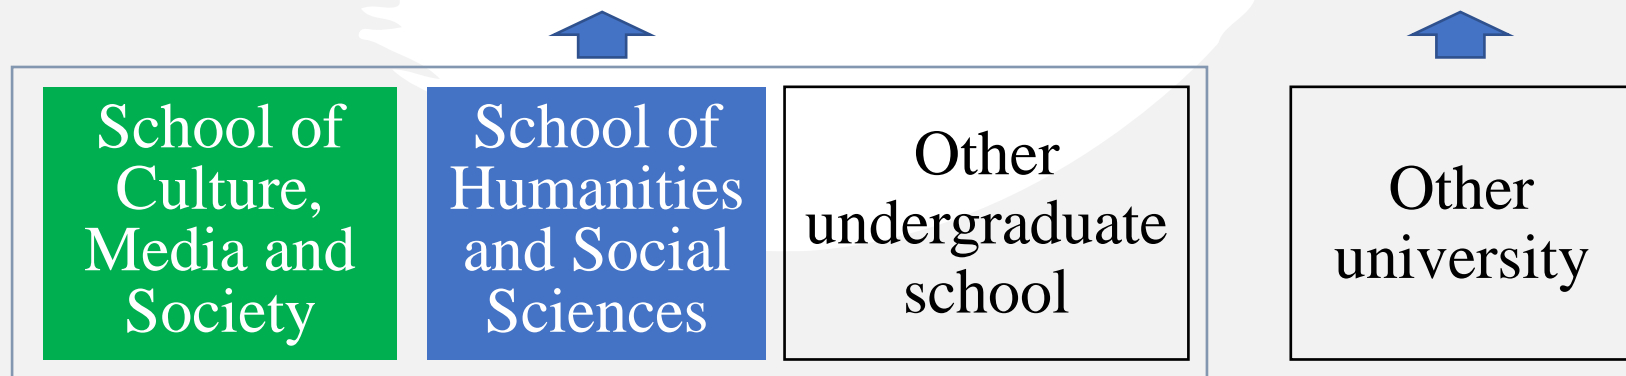 School of
Culture,
Media and
Society
School of
Humanities
and Social
Sciences
Other
undergraduate
school
Other
university